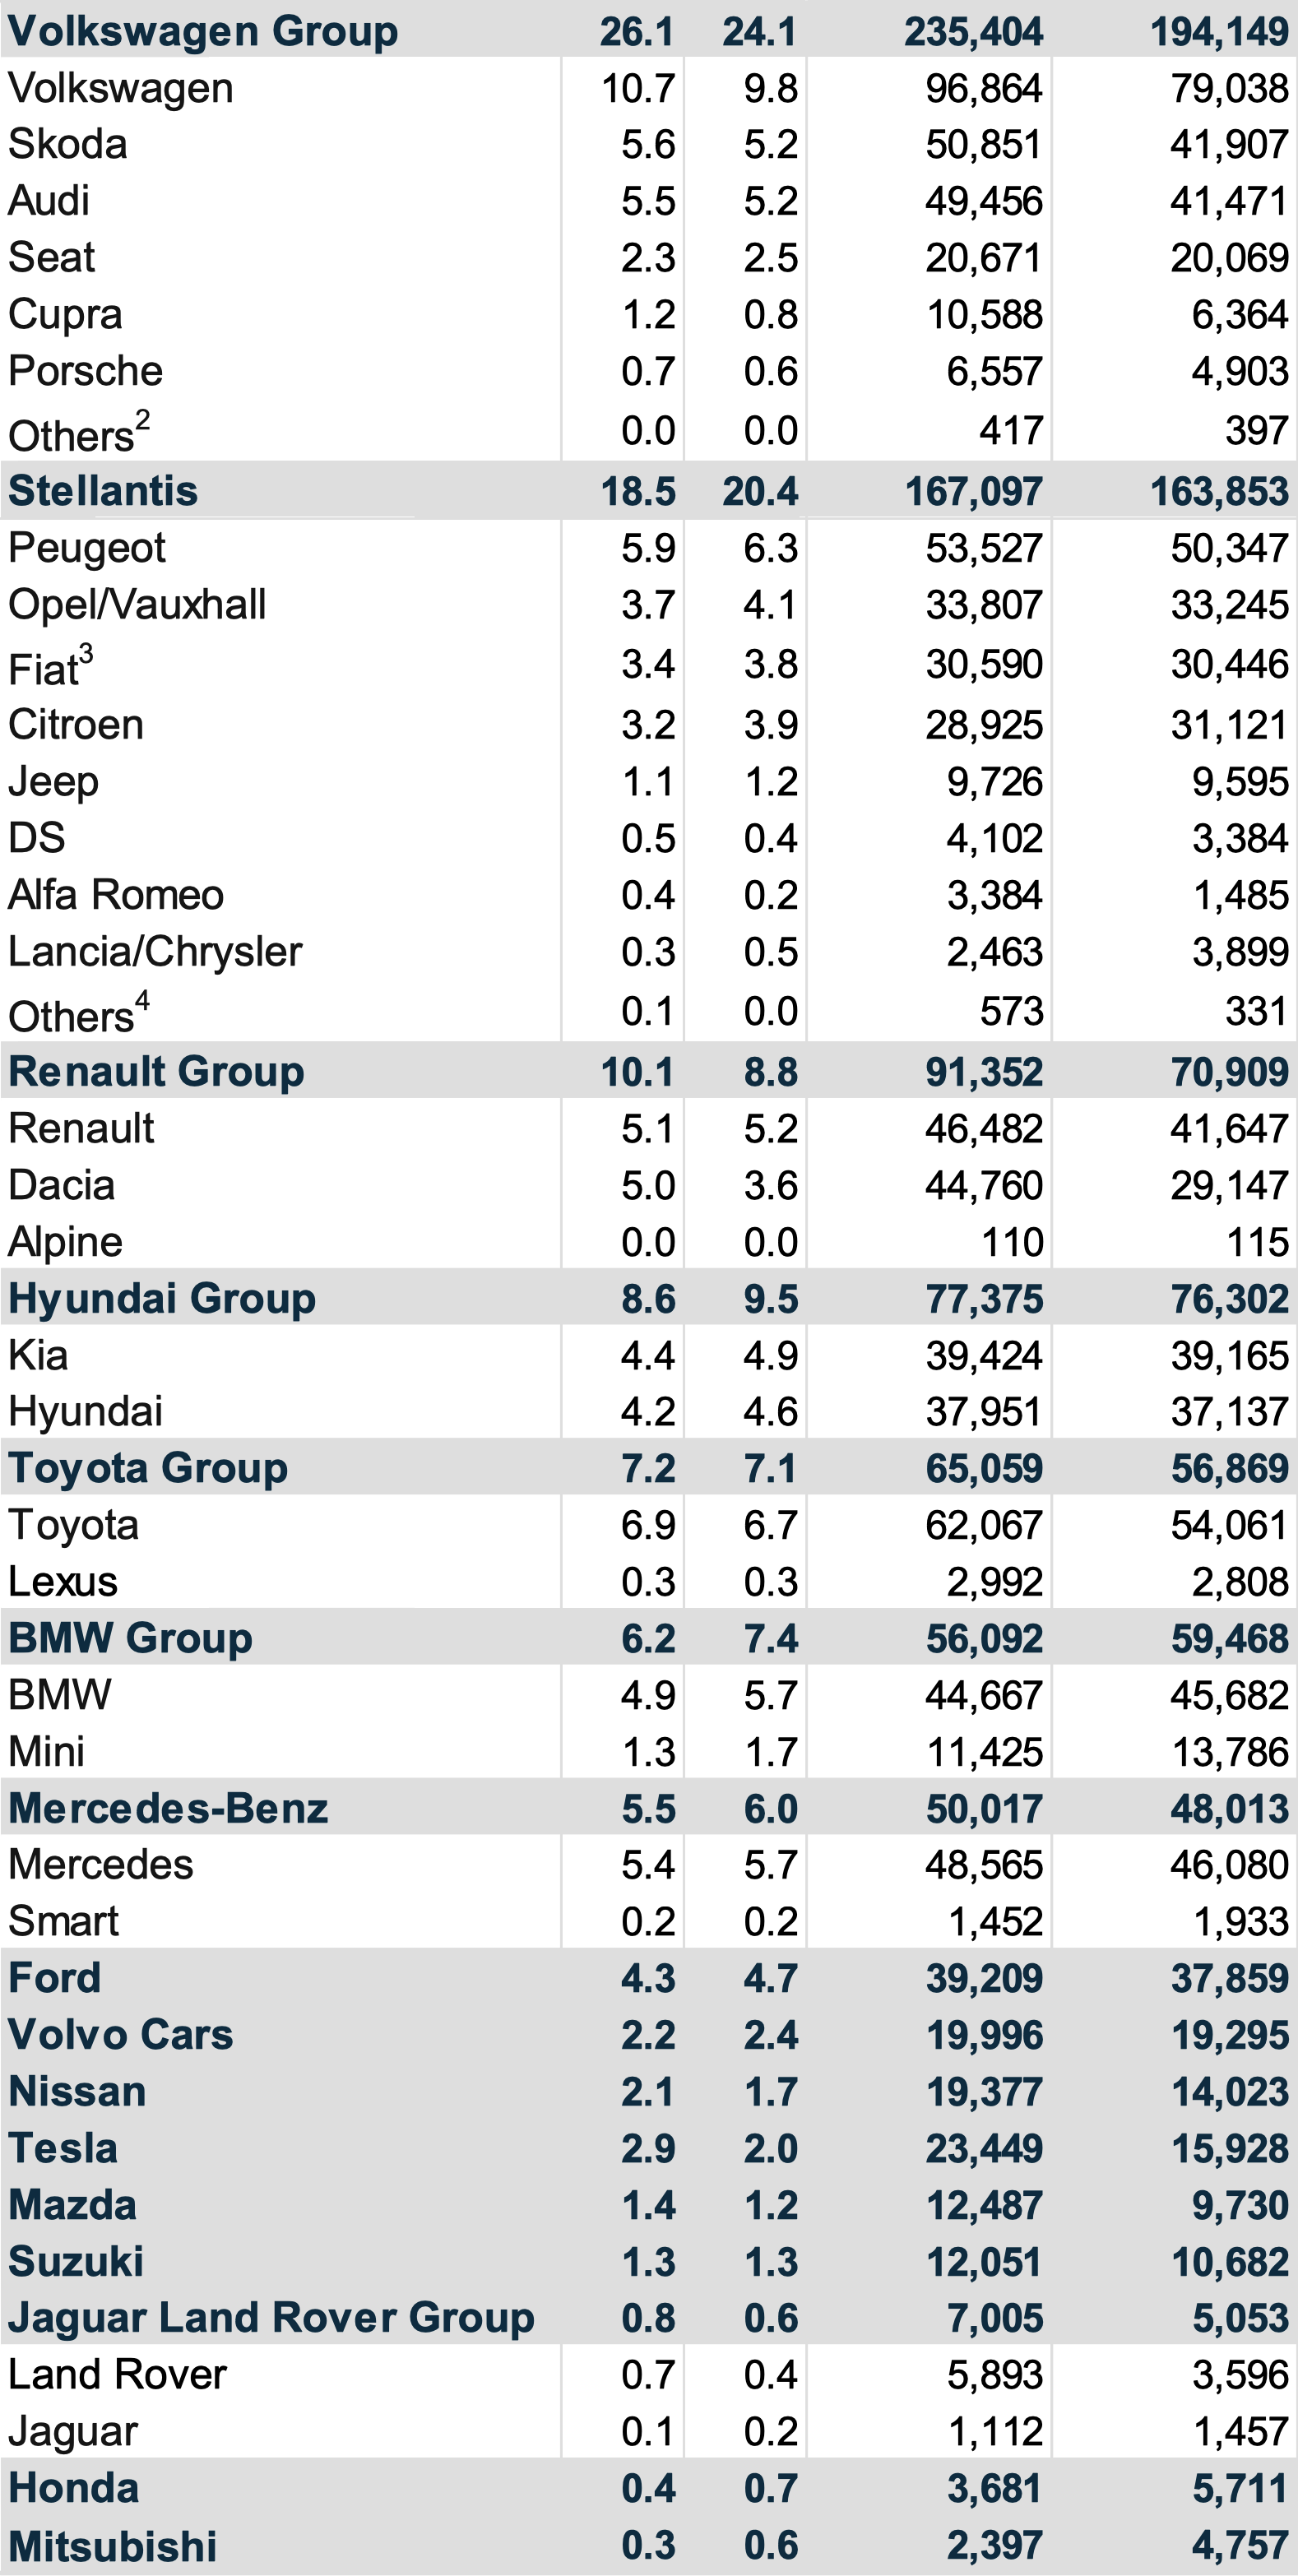 Volkswagen Group 26.1 24.1 235,404 194,149
Volkswagen 10.7 9.8 96,864 79,038
Skoda 5.6 5.2 50,851 41,907
Audi 5.5 5.2 49,456 41,471
Seat 2.3 2.5 20,671 20,069
Cupra 1.2 0.8 10,588 6,364
Porsche 0.7 0.6 6,557 4,903
Others² 0.0 0.0 417 397
Stellantis 18.5 20.4 167,097 163,853
Peugeot 5.9 6.3 53,527 50,347
Opel/Vauxhall 3.7 4.1 33,807 33,245
Fiat³ 3.4 3.8 30,590 30,446
Citroen 3.2 3.9 28,925 31,121
Jeep 1.1 1.2 9,726 9,595
DS 0.5 0.4 4,102 3,384
Alfa Romeo 0.4 0.2 3,384 1,485
Lancia/Chrysler 0.3 0.5 2,463 3,899
Others⁴ 0.1 0.0 573 331
Renault Group 10.1 8.8 91,352 70,909
Renault 5.1 5.2 46,482 41,647
Dacia 5.0 3.6 44,760 29,147
Alpine 0.0 0.0 110 115
Hyundai Group 8.6 9.5 77,375 76,302
Kia 4.4 4.9 39,424 39,165
Hyundai 4.2 4.6 37,951 37,137
Toyota Group 7.2 7.1 65,059 56,869
Toyota 6.9 6.7 62,067 54,061
Lexus 0.3 0.3 2,992 2,808
BMW Group 6.2 7.4 56,092 59,468
BMW 4.9 5.7 44,667 45,682
Mini 1.3 1.7 11,425 13,786
Mercedes-Benz 5.5 6.0 50,017 48,013
Mercedes 5.4 5.7 48,565 46,080
Smart 0.2 0.2 1,452 1,933
Ford 4.3 4.7 39,209 37,859
Volvo Cars 2.2 2.4 19,996 19,295
Nissan 2.1 1.7 19,377 14,023
Tesla 2.9 2.0 23,449 15,928
Mazda 1.4 1.2 12,487 9,730
Suzuki 1.3 1.3 12,051 10,682
Jaguar Land Rover Group 0.8 0.6 7,005 5,053
Land Rover 0.7 0.4 5,893 3,596
Jaguar 0.1 0.2 1,112 1,457
Honda 0.4 0.7 3,681 5,711
Mitsubishi 0.3 0.6 2,397 4,757